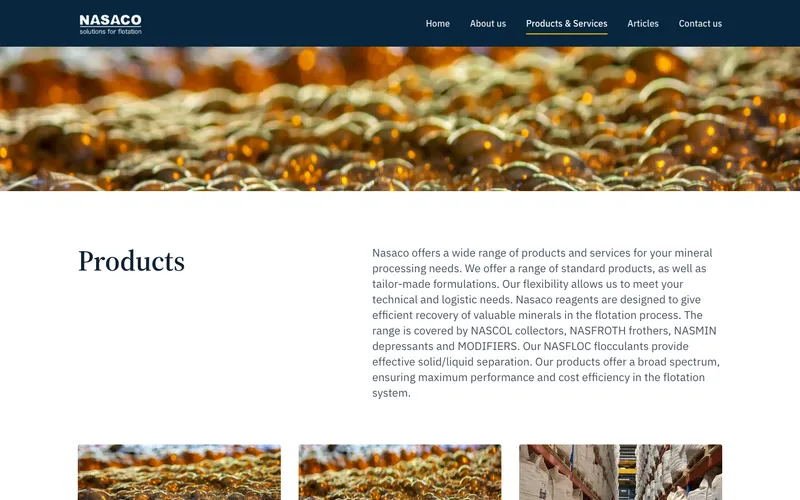 NASACO
solutions for flotation
Home
About us
Products & Services
Articles
Contact us
Products
Nasaco offers a wide range of products and services for your mineral
processing needs. We offer a range of standard products, as well as
tailor-made formulations. Our flexibility allows us to meet your
technical and logistic needs. Nasaco reagents are designed to give
efficient recovery of valuable minerals in the flotation process. The
range is covered by NASCOL collectors, NASFROTH frothers, NASMIN
depressants and MODIFIERS. Our NASFLOC flocculants provide
effective solid/liquid separation. Our products offer a broad spectrum,
ensuring maximum performance and cost efficiency in the flotation
system.